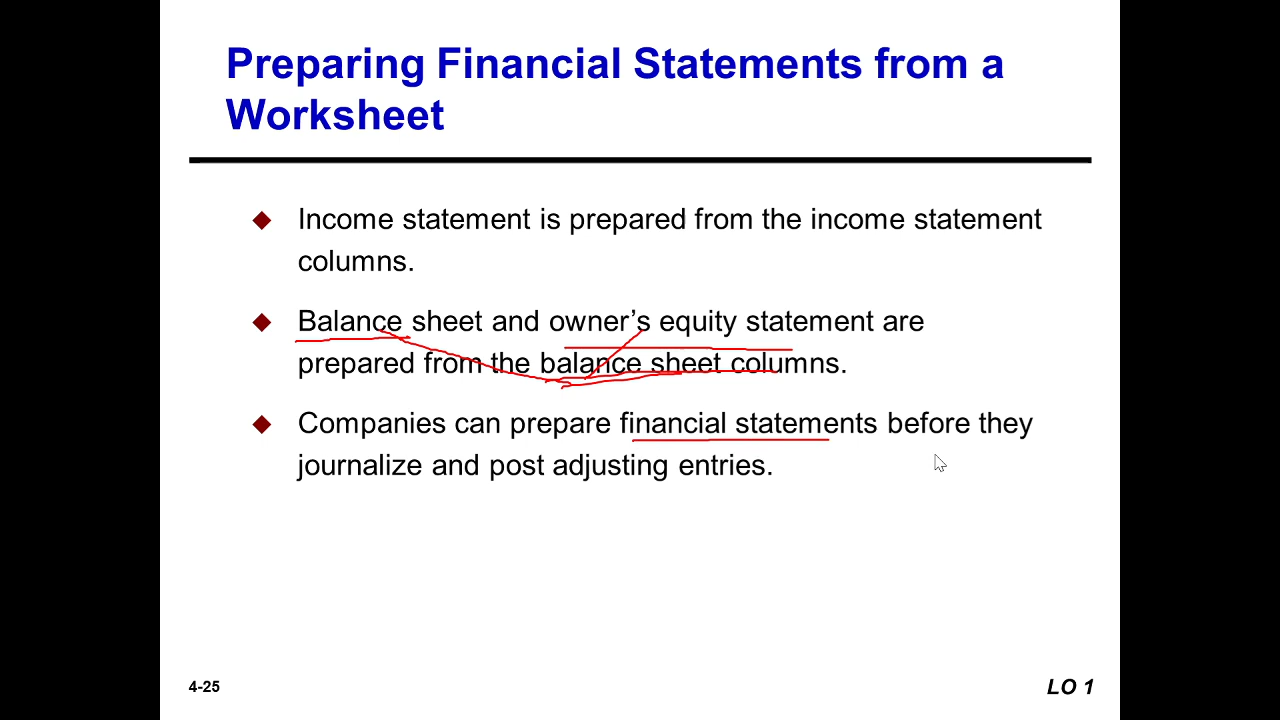 Preparing Financial Statements from a
Worksheet
Income statement is prepared from the income statement
columns.
Balance sheet and owner’s equity statement are
prepared from the balance sheet columns.
Companies can prepare financial statements before they
journalize and post adjusting entries.
4-25
LO 1